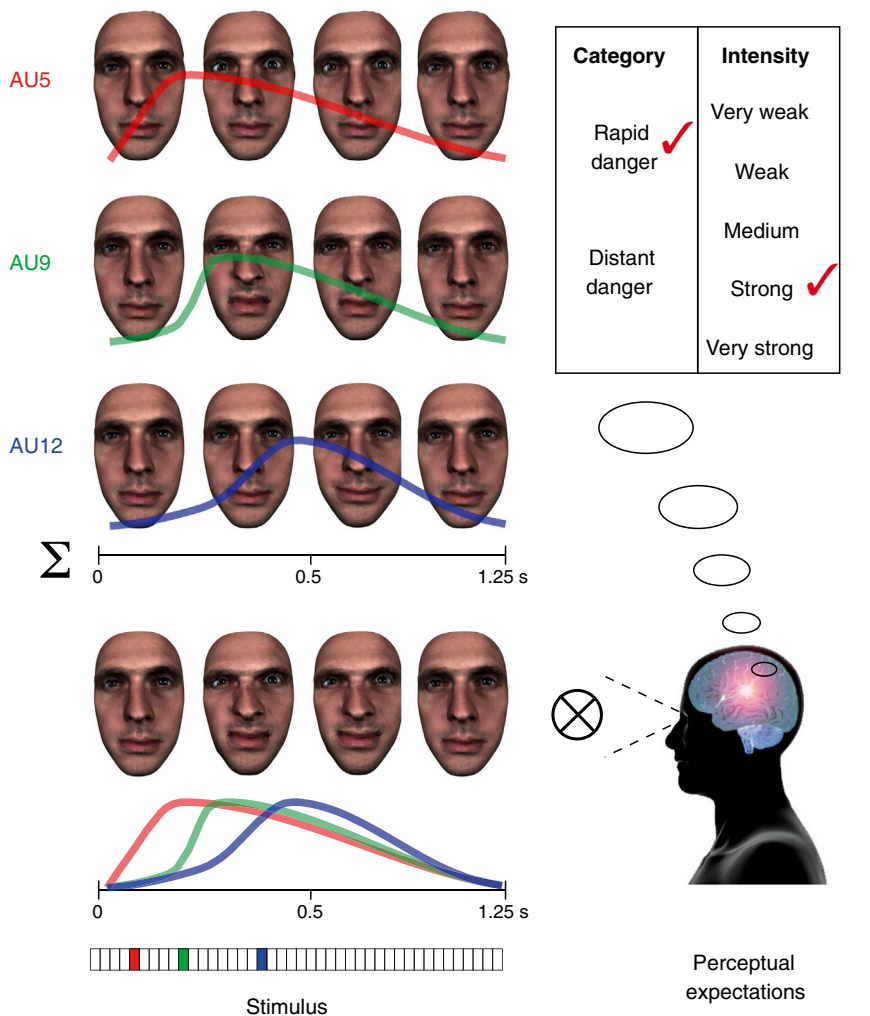 AU5
AU9
AU12
Σ
0
0.5
1.25 s
0
0.5
1.25 s
Stimulus
Category
Intensity
Rapid
danger
Distant
danger
Very weak
Weak
Medium
Strong
Very strong
Perceptual
expectations